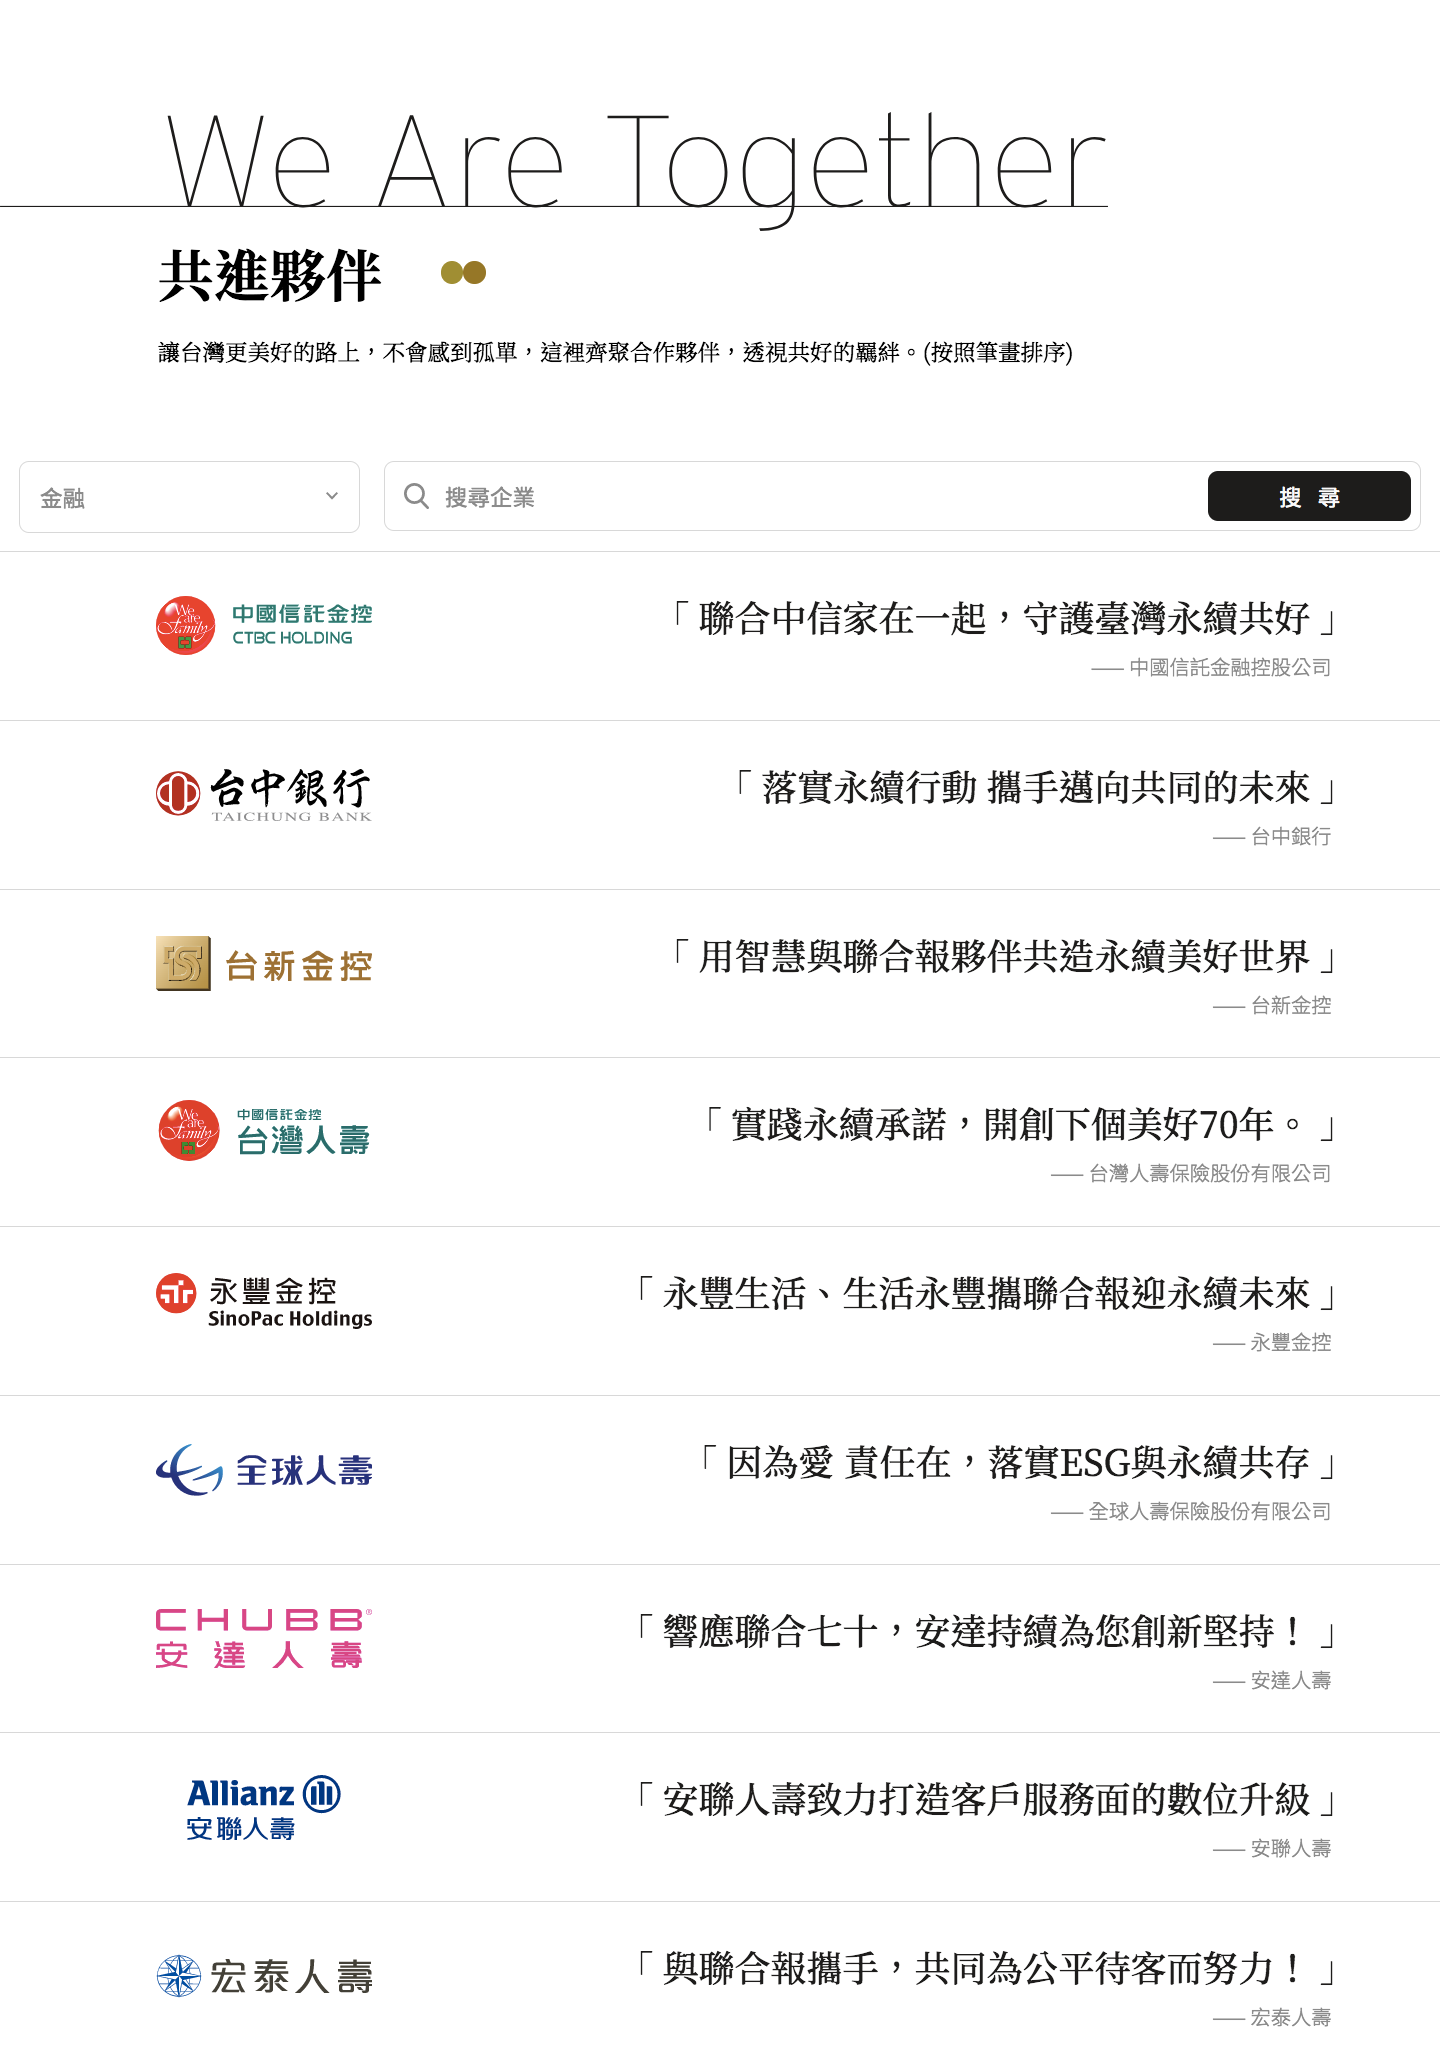 We Are Together
共進夥伴
讓台灣更美好的路上，不會感到孤單，這裡齊聚合作夥伴，透視共好的羈絆。(按照筆畫排序)
金融
搜尋企業
搜 尋
We are Family
中國信託金控
CTBC HOLDING
「 聯合中信家在一起，守護臺灣永續共好 」
—— 中國信託金融控股公司
台中銀行
TAICHUNG BANK
「 落實永續行動 攜手邁向共同的未來 」
—— 台中銀行
台新金控
「 用智慧與聯合報夥伴共造永續美好世界 」
—— 台新金控
We are Family
中國信託金控
台灣人壽
「 實踐永續承諾，開創下個美好70年。 」
—— 台灣人壽保險股份有限公司
永豐金控
SinoPac Holdings
「 永豐生活、生活永豐攜聯合報迎永續未來 」
—— 永豐金控
全球人壽
「 因為愛 責任在，落實ESG與永續共存 」
—— 全球人壽保險股份有限公司
CHUBB®
安達人壽
「 響應聯合七十，安達持續為您創新堅持！ 」
—— 安達人壽
Allianz
安聯人壽
「 安聯人壽致力打造客戶服務面的數位升級 」
—— 安聯人壽
宏泰人壽
「 與聯合報攜手，共同為公平待客而努力！ 」
—— 宏泰人壽